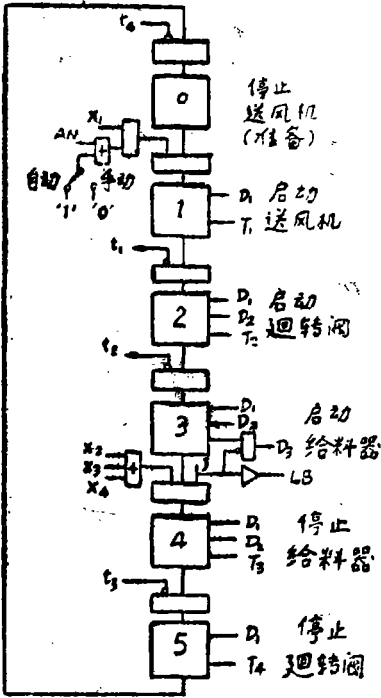 t₄
0
停止
送风机
(准备)
X₁
AN
+
自动 手动
"1" "0"
1
D₁ 启动
T₁ 送风机
t₁
2
D₁ 启动
D₂
T₂ 廻转阀
t₂
3
D₁
D₂
启动
D₃ 给料器
X₂
X₃
X₄
+
LB
4
D₁ 停止
D₂
T₃ 给料器
t₃
5
D₁ 停止
T₄ 廻转阀